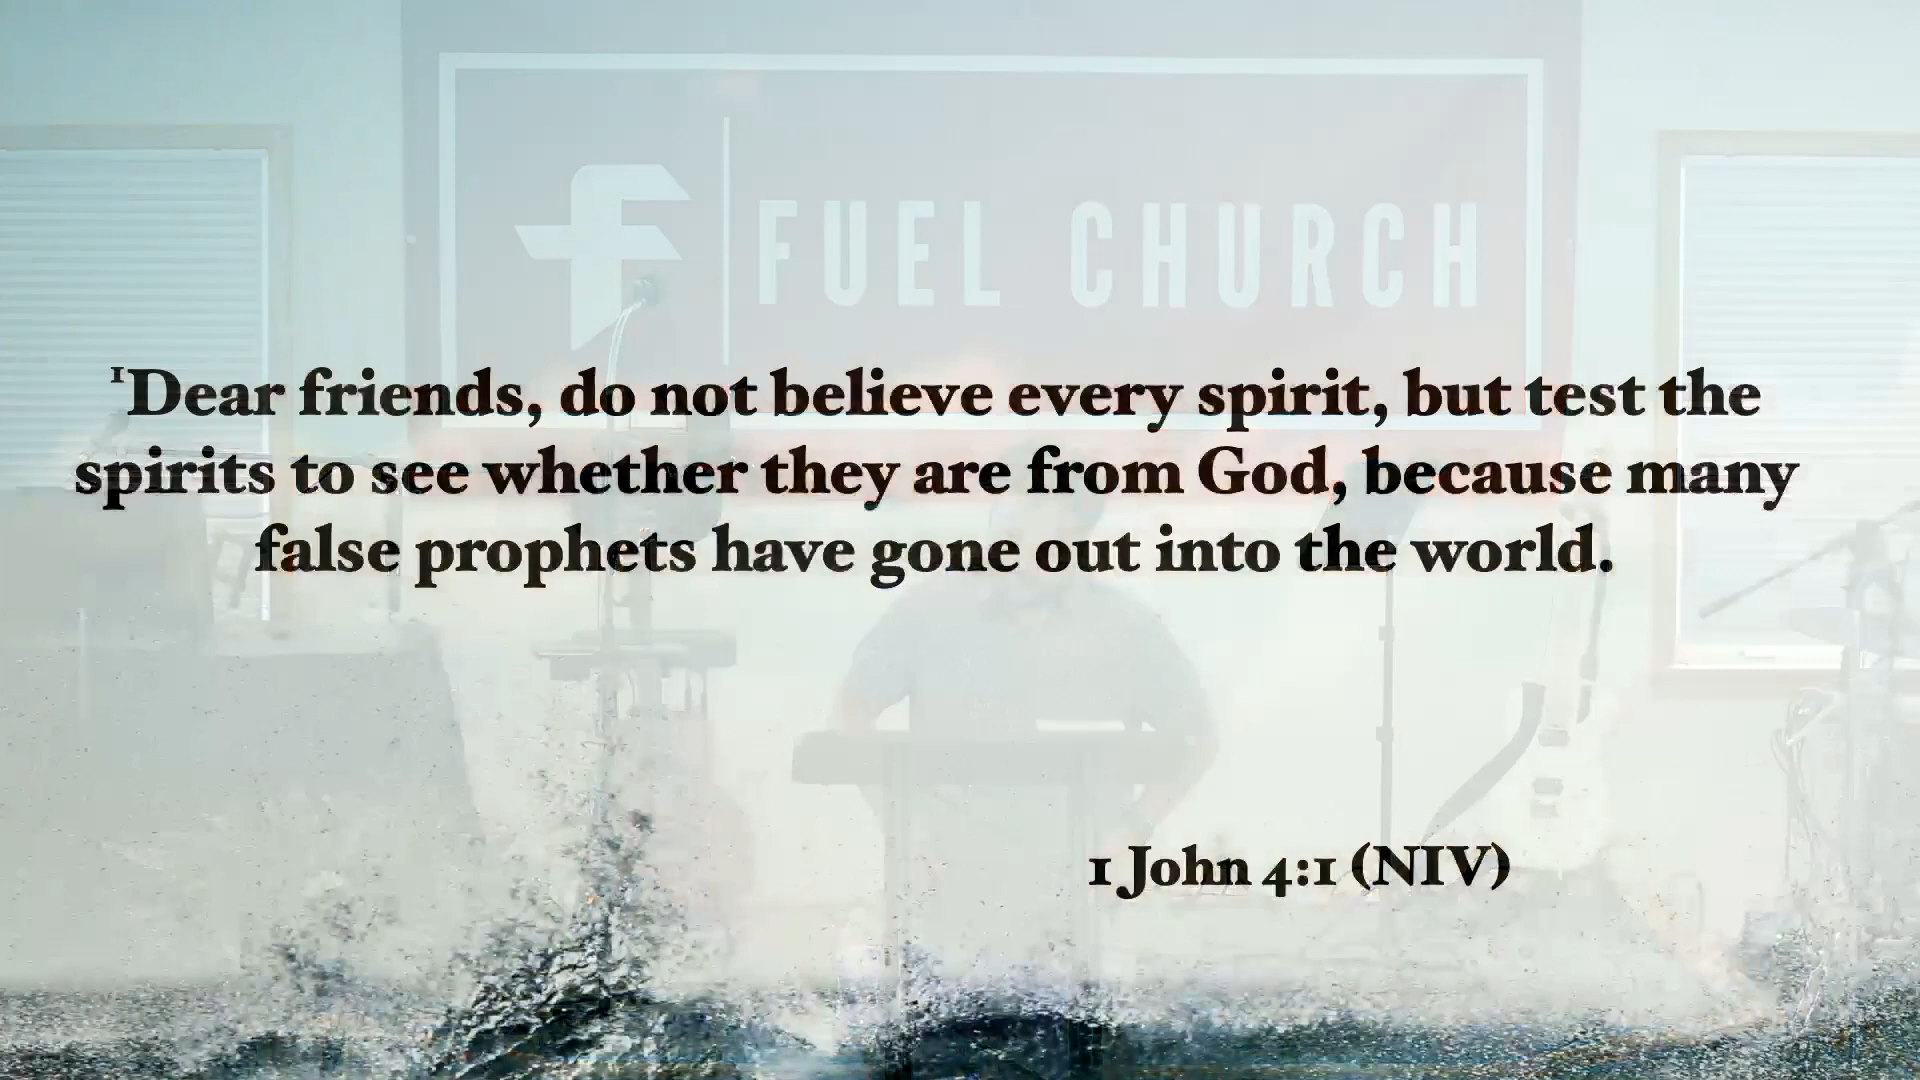 FUEL CHURCH
¹Dear friends, do not believe every spirit, but test the
spirits to see whether they are from God, because many
false prophets have gone out into the world.
1 John 4:1 (NIV)